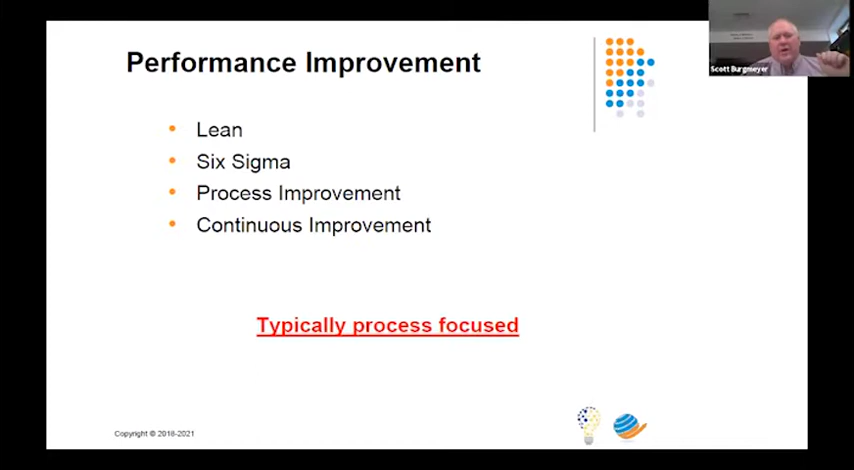 Performance Improvement
Scott Burgmeyer
Lean
Six Sigma
Process Improvement
Continuous Improvement
Typically process focused
Copyright © 2018-2021